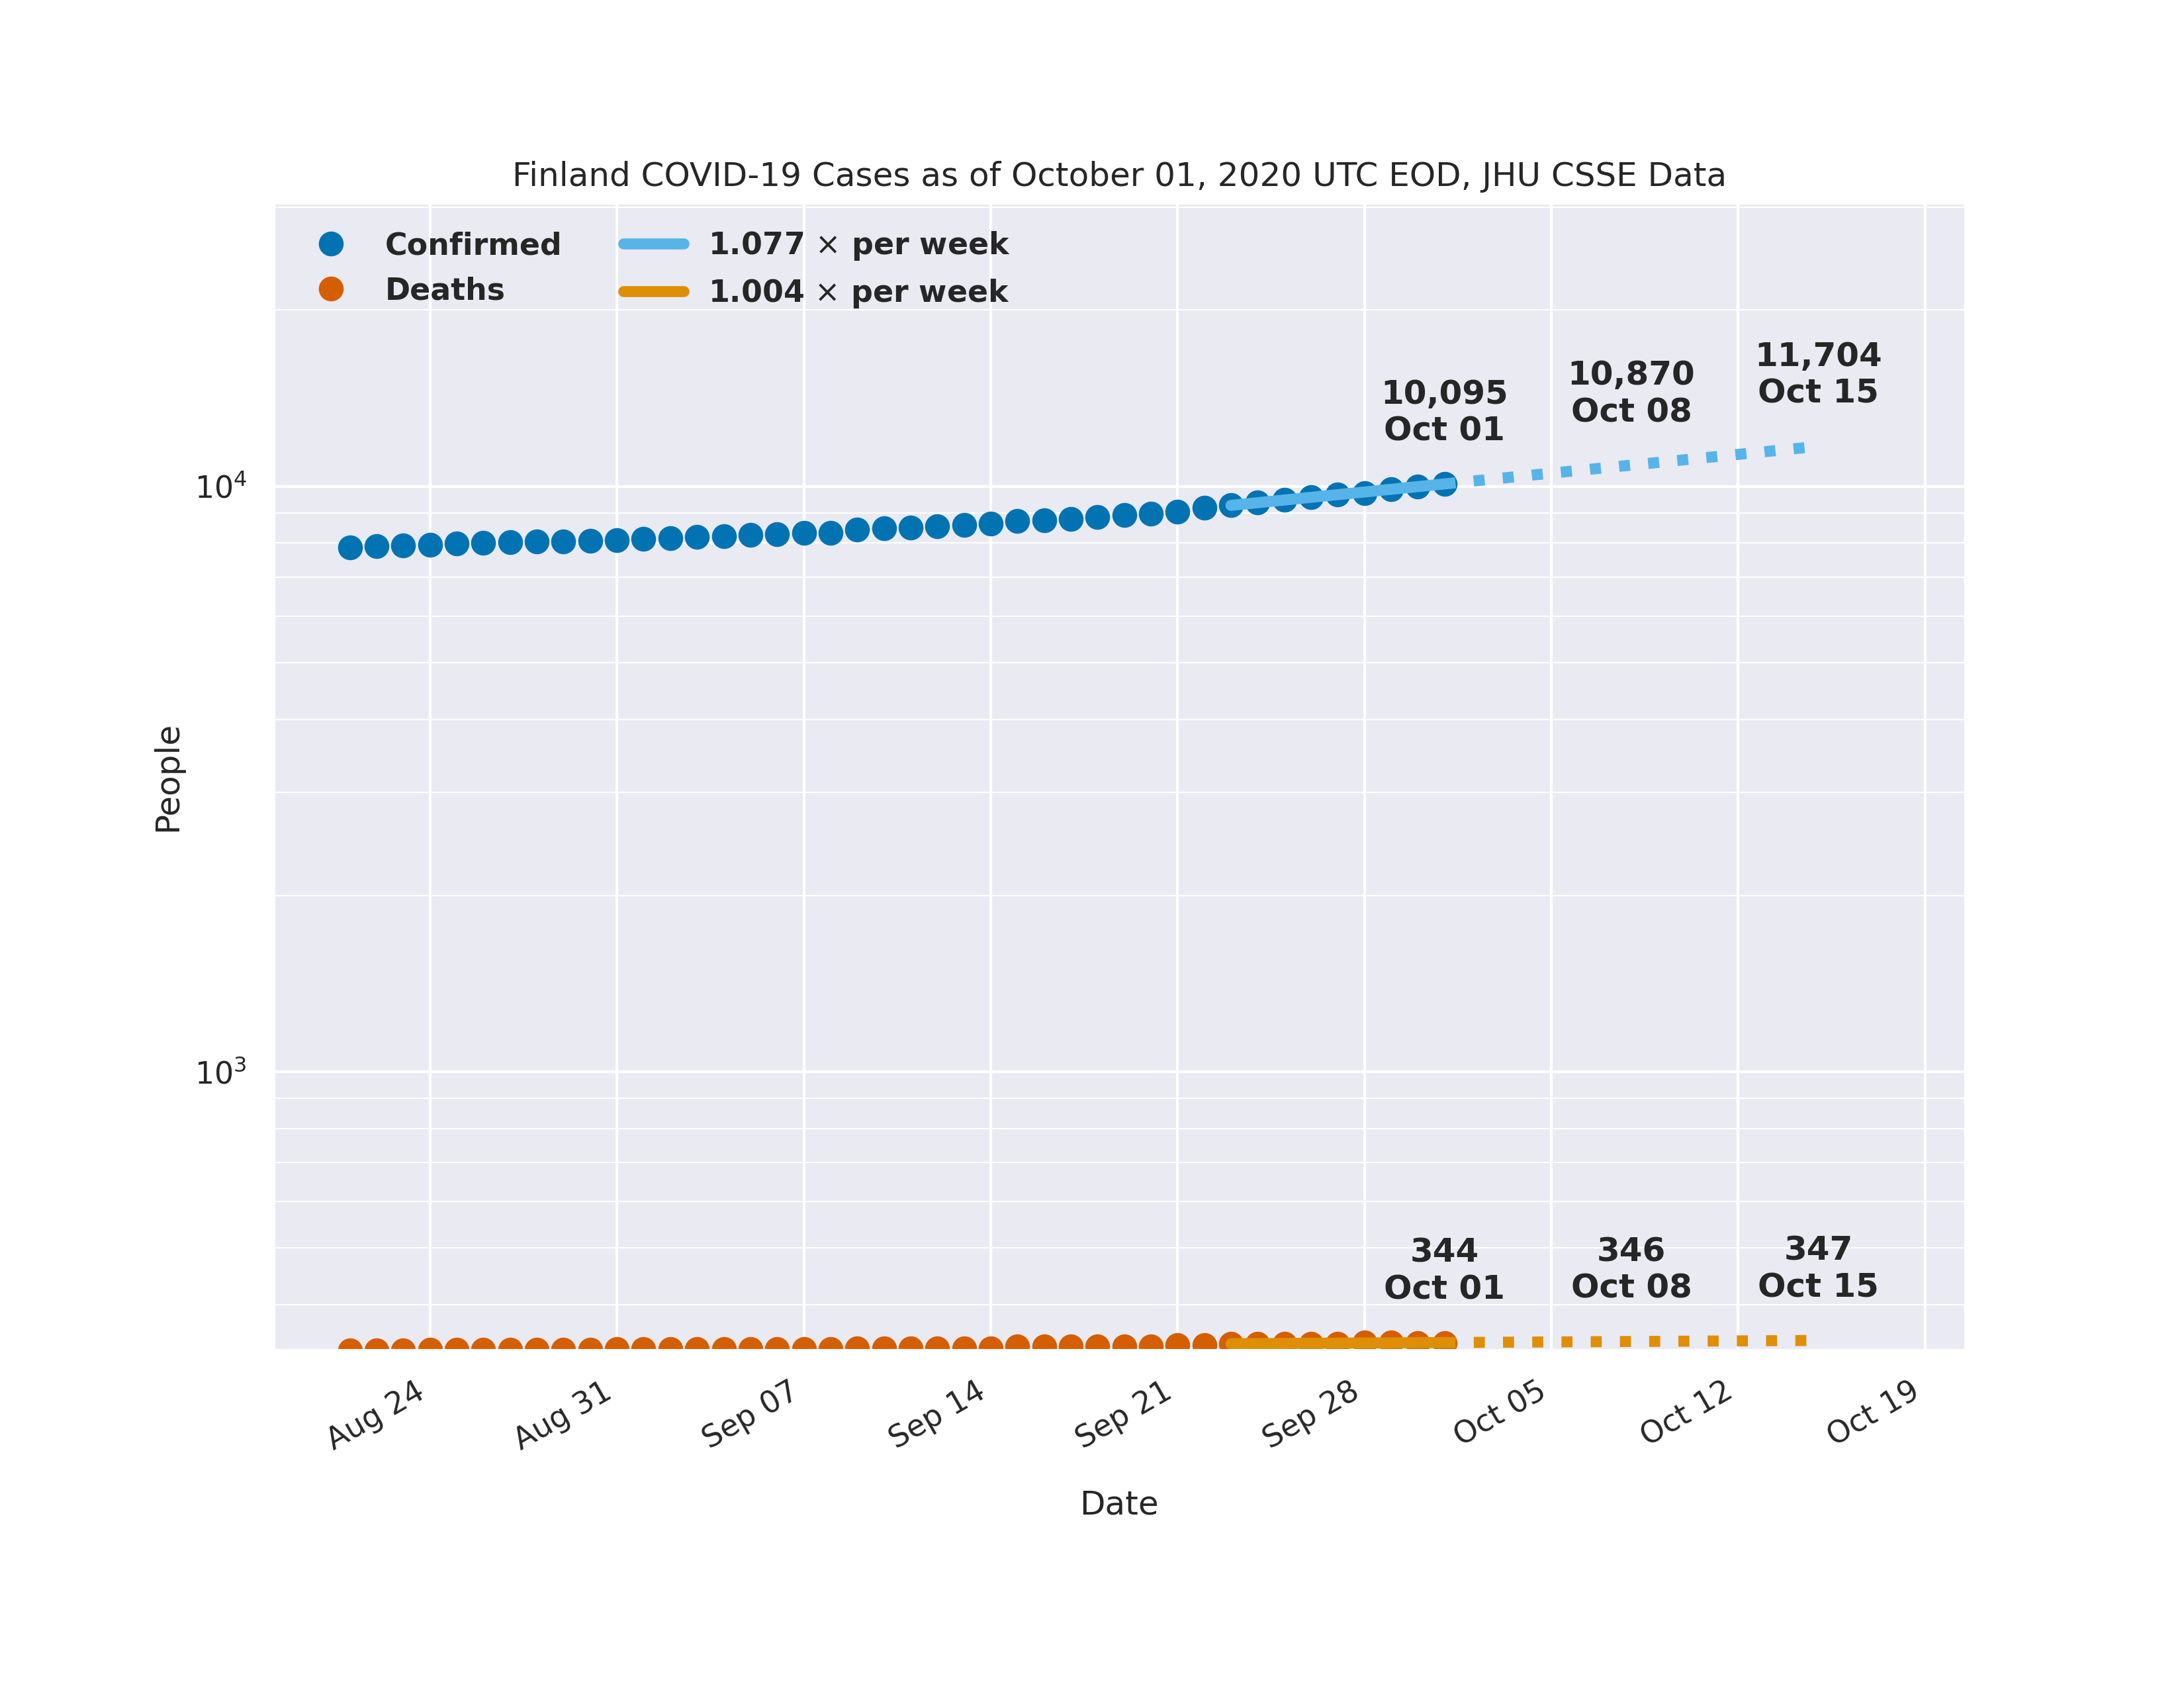 Finland COVID-19 Cases as of October 01, 2020 UTC EOD, JHU CSSE Data
Confirmed
Deaths
1.077 × per week
1.004 × per week
10,095
Oct 01
10,870
Oct 08
11,704
Oct 15
10⁴
10³
People
344
Oct 01
346
Oct 08
347
Oct 15
Aug 24
Aug 31
Sep 07
Sep 14
Sep 21
Sep 28
Oct 05
Oct 12
Oct 19
Date